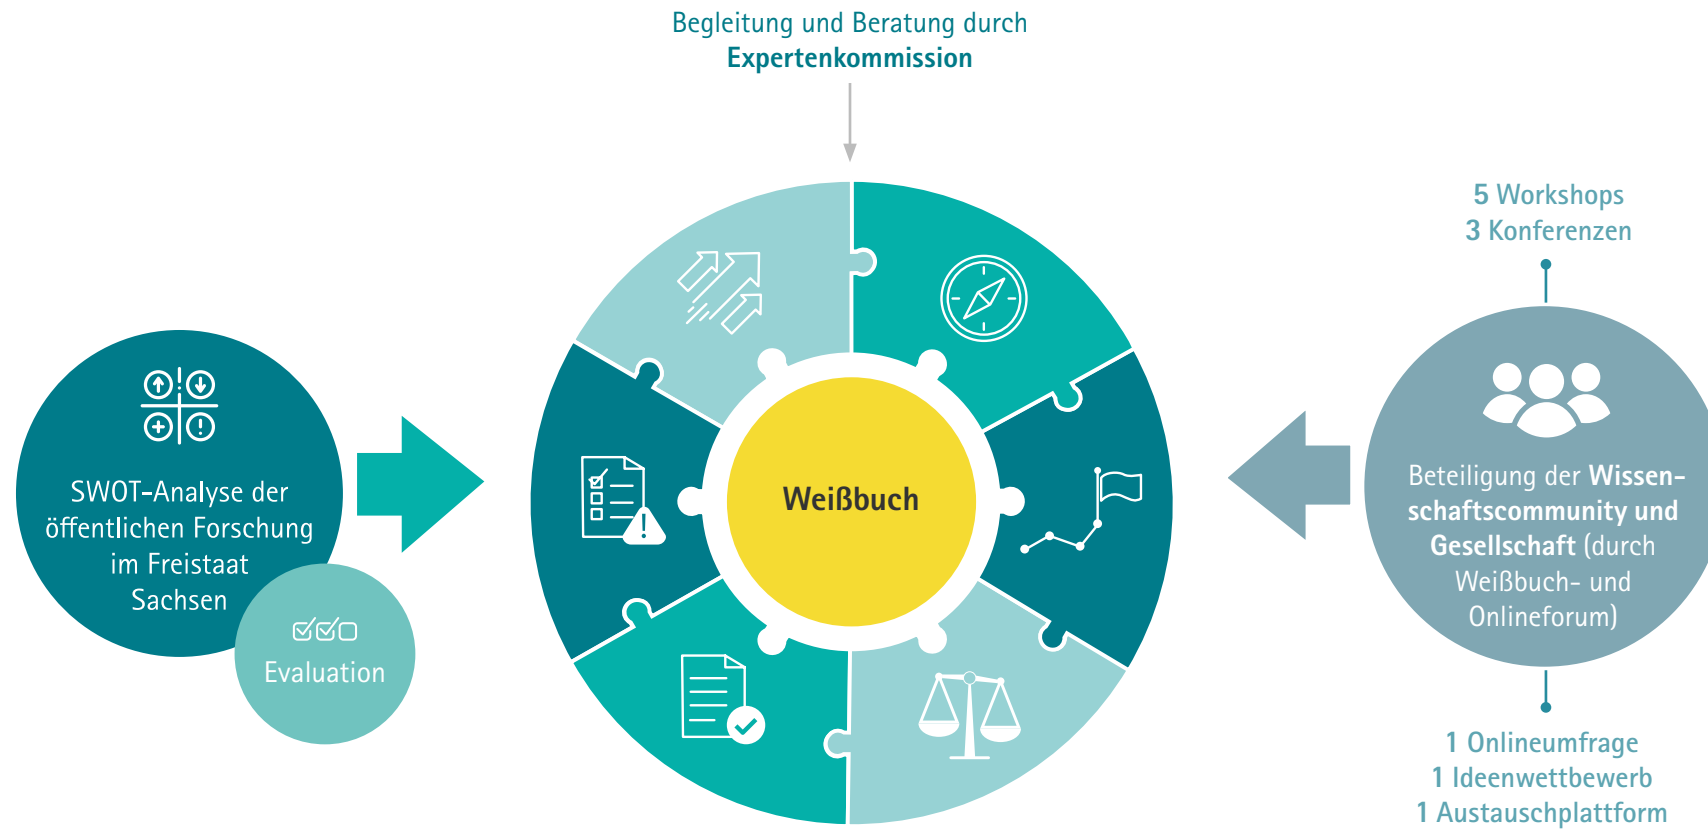 Begleitung und Beratung durch
Expertenkommission
SWOT-Analyse der
öffentlichen Forschung
im Freistaat
Sachsen
Evaluation
Weißbuch
5 Workshops
3 Konferenzen
Beteiligung der Wissen-
schaftscommunity und
Gesellschaft (durch
Weißbuch- und
Onlineforum)
1 Onlineumfrage
1 Ideenwettbewerb
1 Austauschplattform